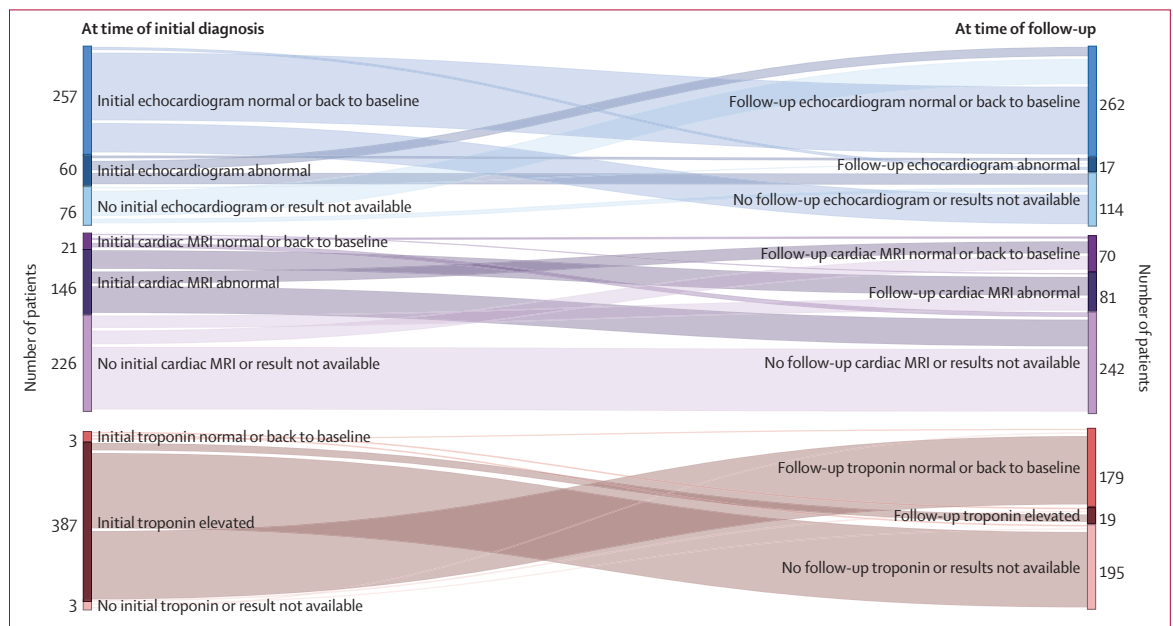 At time of initial diagnosis
At time of follow-up
257
Initial echocardiogram normal or back to baseline
Follow-up echocardiogram normal or back to baseline
262
60
Initial echocardiogram abnormal
Follow-up echocardiogram abnormal
17
76
No initial echocardiogram or result not available
No follow-up echocardiogram or results not available
114
21
Initial cardiac MRI normal or back to baseline
Follow-up cardiac MRI normal or back to baseline
70
146
Initial cardiac MRI abnormal
Follow-up cardiac MRI abnormal
81
226
No initial cardiac MRI or result not available
No follow-up cardiac MRI or results not available
242
Number of patients
Number of patients
3
Initial troponin normal or back to baseline
Follow-up troponin normal or back to baseline
179
387
Initial troponin elevated
Follow-up troponin elevated
19
3
No initial troponin or result not available
No follow-up troponin or results not available
195